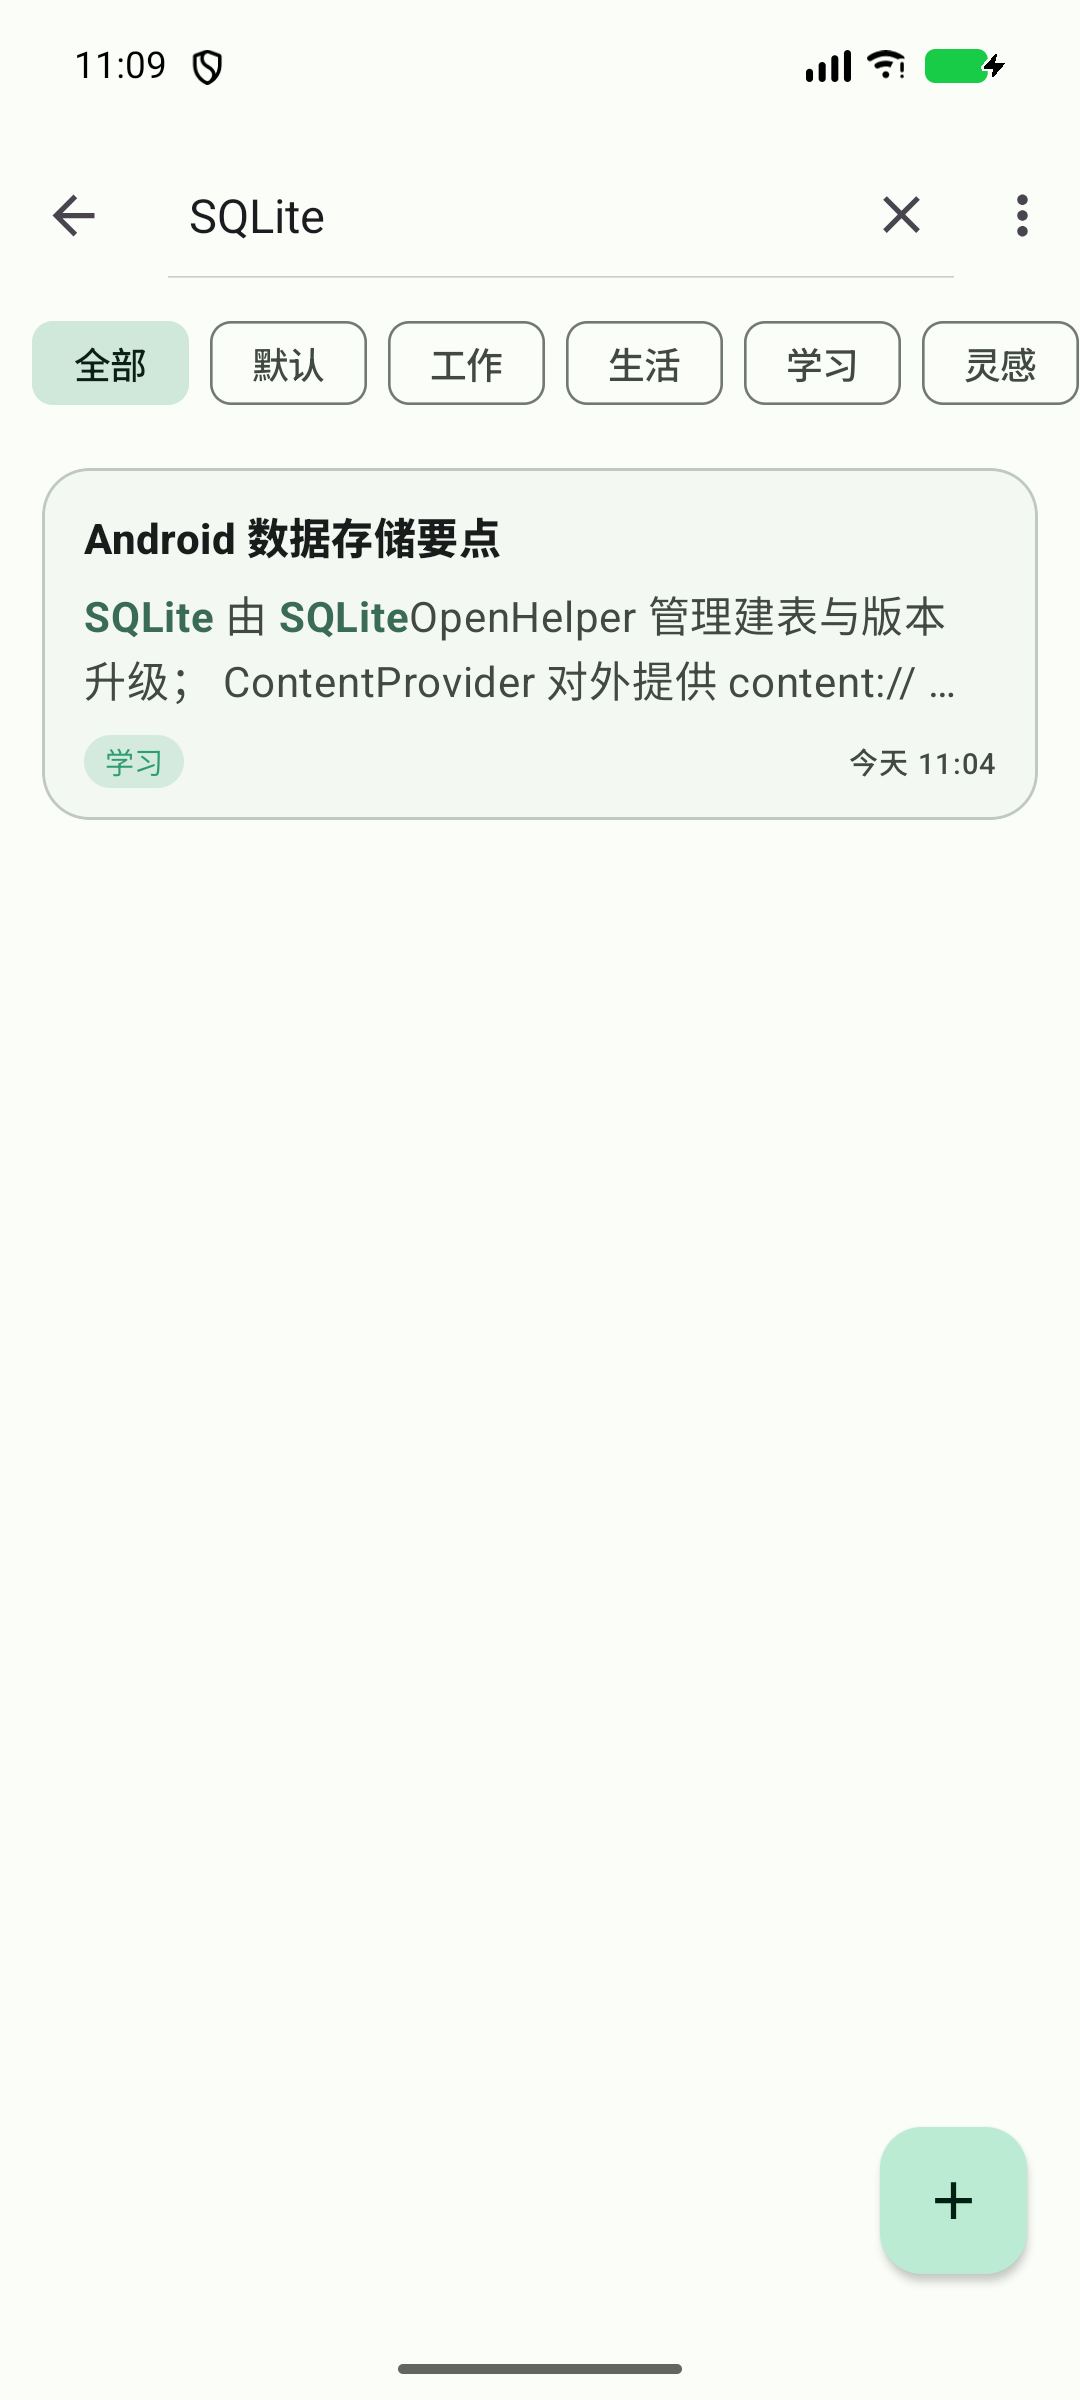 11:09
SQLite
全部 默认 工作 生活 学习 灵感
Android 数据存储要点
SQLite 由 SQLiteOpenHelper 管理建表与版本
升级； ContentProvider 对外提供 content:// …
学习 今天 11:04